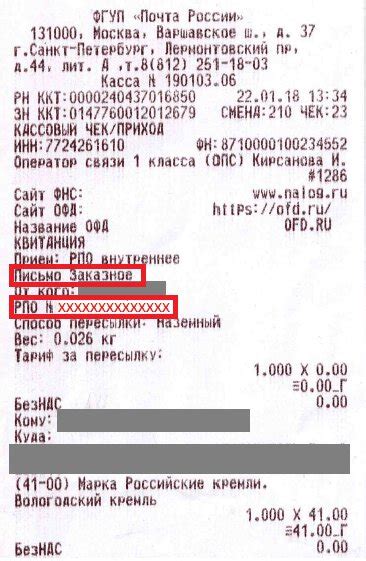 ФГУП «Почта России»
131000, Москва, Варшавское ш., д. 37
г.Санкт-Петербург, Лермонтовский пр,
д.44, лит. А ,т.8(812) 251-18-03
Касса № 190103.06
РН ККТ:0000240437016850 22.01.18 13:34
ЗН ККТ:0147760012012679 СМЕНА:210 ЧЕК:23
КАССОВЫЙ ЧЕК/ПРИХОД
ИНН:7724261610 ФН:8710000100234552
Оператор связи 1 класса (ОПС) Кирсанова И.
#1286
Сайт ФНС: www.nalog.ru
Сайт ОФД: https://ofd.ru/
Название ОФД OFD.RU
КВИТАНЦИЯ
Прием: РПО внутреннее
Письмо Заказное
От кого:
РПО № XXXXXXXXXXXXXX
Способ пересылки: Наземный
Вес: 0.026 кг
Тариф за пересылку:
1.000 X 0.00
≡0.00_Г
БезНДС 0.00
Кому:
Куда:
(41-00) Марка Российские кремли.
Вологодский кремль
1.000 X 41.00
≡41.00_Г
БезНДС 0.00